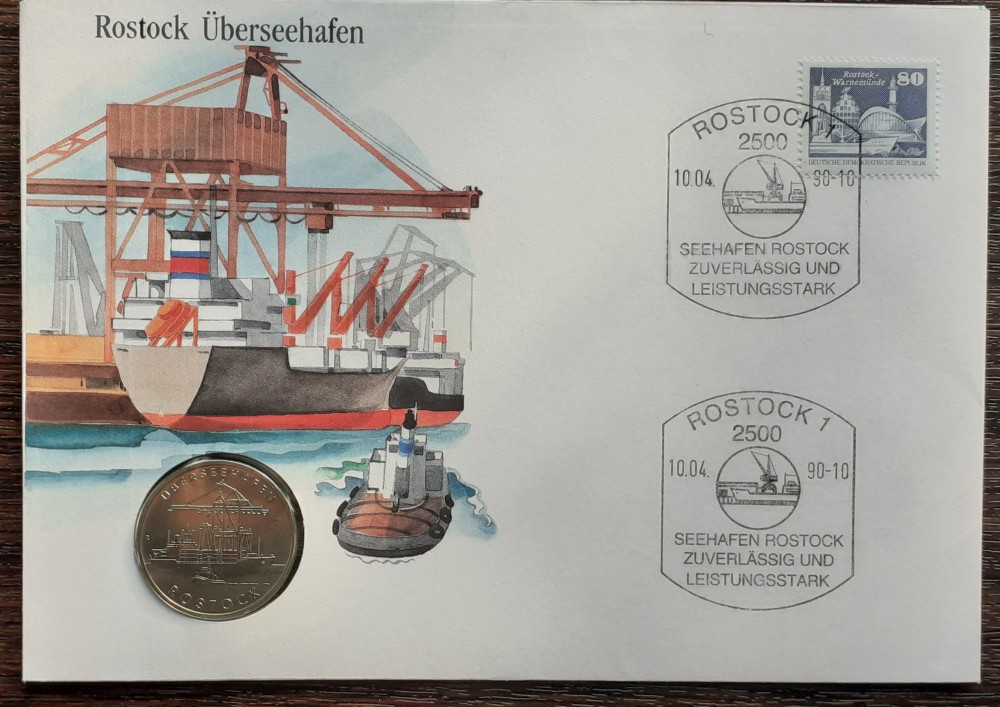 Rostock Überseehafen
Rostock-
Warnemünde
80
DEUTSCHE DEMOKRATISCHE REPUBLIK
ROSTOCK 1
2500
10.04. 90-10
SEEHAFEN ROSTOCK
ZUVERLÄSSIG UND
LEISTUNGSSTARK
ROSTOCK 1
2500
10.04. 90-10
SEEHAFEN ROSTOCK
ZUVERLÄSSIG UND
LEISTUNGSSTARK
ÜBERSEEHAFEN
ROSTOCK